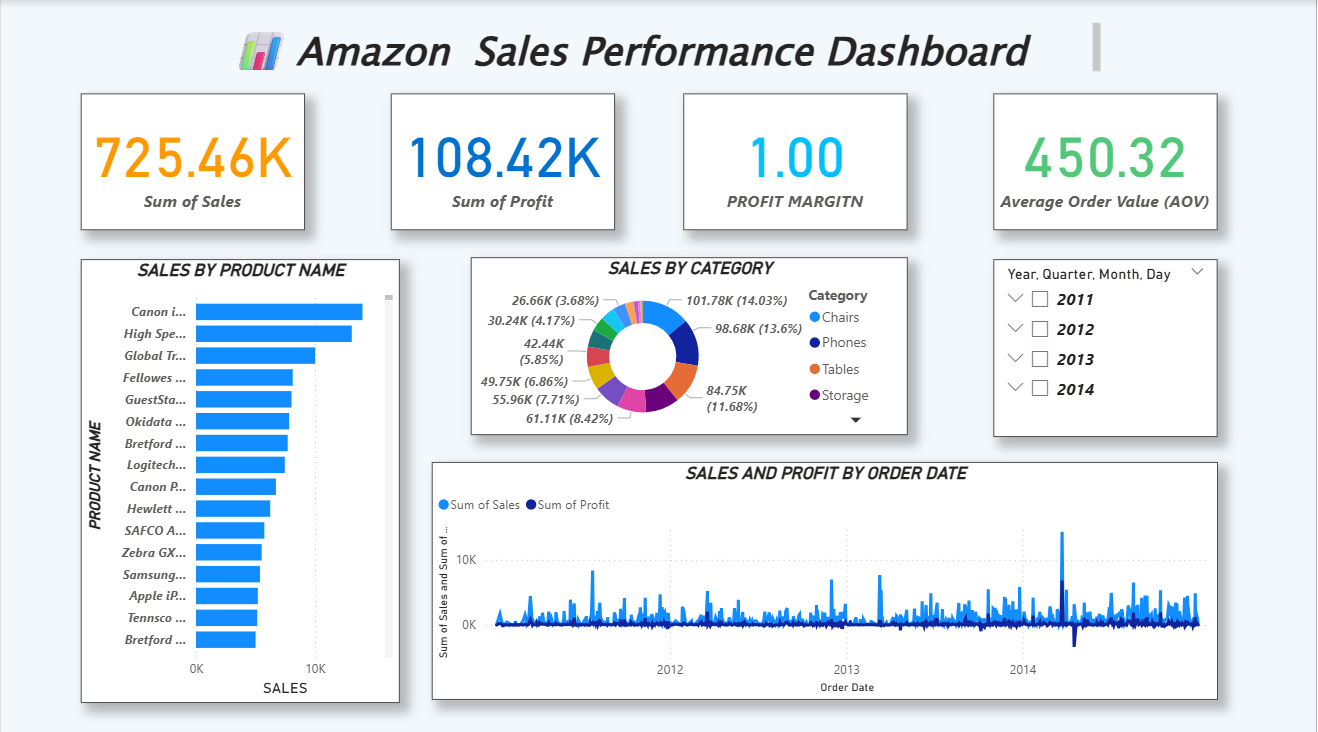 Amazon Sales Performance Dashboard
725.46K
Sum of Sales
108.42K
Sum of Profit
1.00
PROFIT MARGITN
450.32
Average Order Value (AOV)
SALES BY PRODUCT NAME
PRODUCT NAME
Canon i...
High Spe...
Global Tr...
Fellowes ...
GuestSta...
Okidata ...
Bretford ...
Logitech...
Canon P...
Hewlett ...
SAFCO A...
Zebra GX...
Samsung...
Apple iP...
Tennsco ...
Bretford ...
0K 10K
SALES
SALES BY CATEGORY
26.66K (3.68%)
30.24K (4.17%)
42.44K
(5.85%)
49.75K (6.86%)
55.96K (7.71%)
61.11K (8.42%)
101.78K (14.03%)
98.68K (13.6%)
84.75K
(11.68%)
Category
Chairs
Phones
Tables
Storage
Year, Quarter, Month, Day
2011
2012
2013
2014
SALES AND PROFIT BY ORDER DATE
Sum of Sales Sum of Profit
Sum of Sales and Sum of ...
10K
0K
2012 2013 2014
Order Date